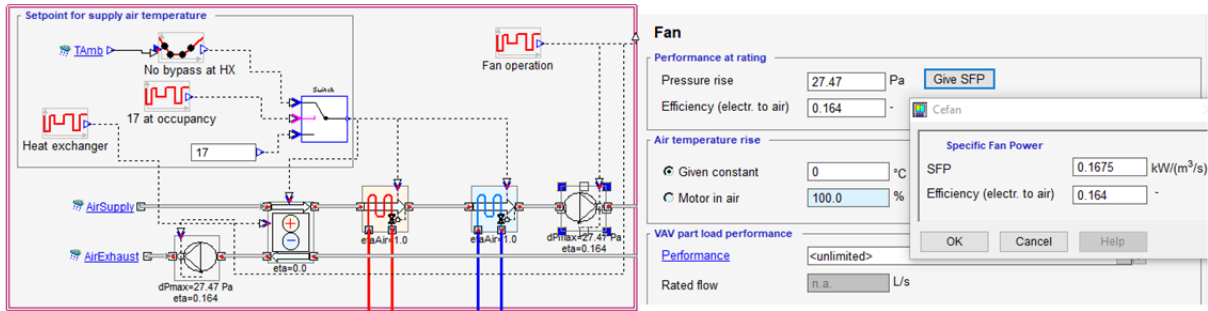 Setpoint for supply air temperature
TAmb
No bypass at HX
Fan operation
Switch
17 at occupancy
Heat exchanger
17
AirSupply
etaAir=1.0
etaAir=1.0
dPmax=27.47 Pa
eta=0.164
AirExhaust
eta=0.0
dPmax=27.47 Pa
eta=0.164
Fan
Performance at rating
Pressure rise 27.47 Pa Give SFP
Efficiency (electr. to air) 0.164 -
Air temperature rise
Given constant 0 °C
Motor in air 100.0 %
VAV part load performance
Performance <unlimited>
Rated flow n.a. L/s
Cefan
Specific Fan Power
SFP 0.1675 kW/(m³/s)
Efficiency (electr. to air) 0.164 -
OK Cancel Help